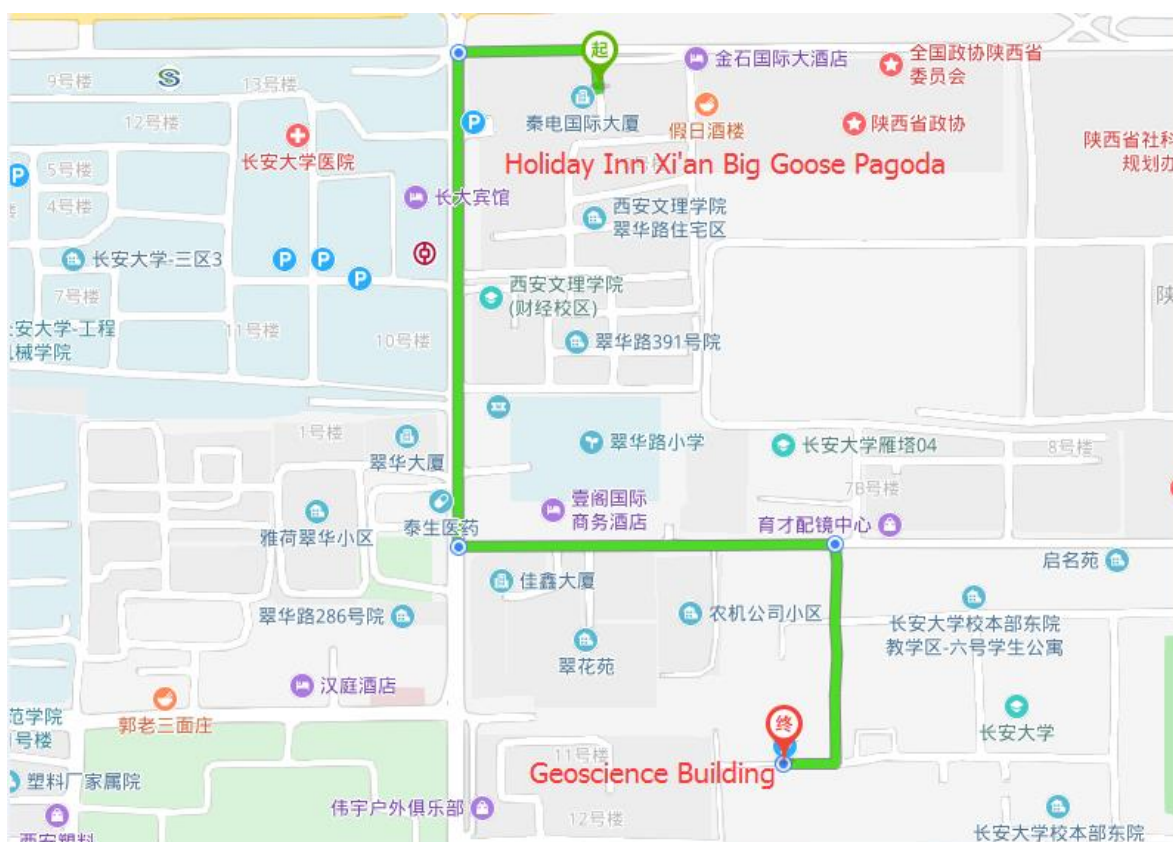 起
金石国际大酒店
全国政协陕西省
委员会
9号楼
13号楼
秦电国际大厦
假日酒楼
陕西省政协
12号楼
P
长安大学医院
陕西省社科
规划办
Holiday Inn Xi'an Big Goose Pagoda
P
5号楼
4号楼
长大宾馆
西安文理学院
翠华路住宅区
长安大学-三区3
P
P
P
7号楼
西安文理学院
(财经校区)
陕
安大学-工程
械学院
11号楼
10号楼
翠华路391号院
1号楼
翠华大厦
翠华路小学
长安大学雁塔04
8号楼
7B号楼
壹阁国际
商务酒店
泰生医药
育才配镜中心
雅荷翠华小区
佳鑫大厦
启名苑
翠华路286号院
农机公司小区
长安大学校本部东院
教学区-六号学生公寓
翠花苑
汉庭酒店
郭老三面庄
范学院
号楼
终
长安大学
11号楼
Geoscience Building
塑料厂家属院
伟宇户外俱乐部
12号楼
长安大学校本部东院
西安塑料